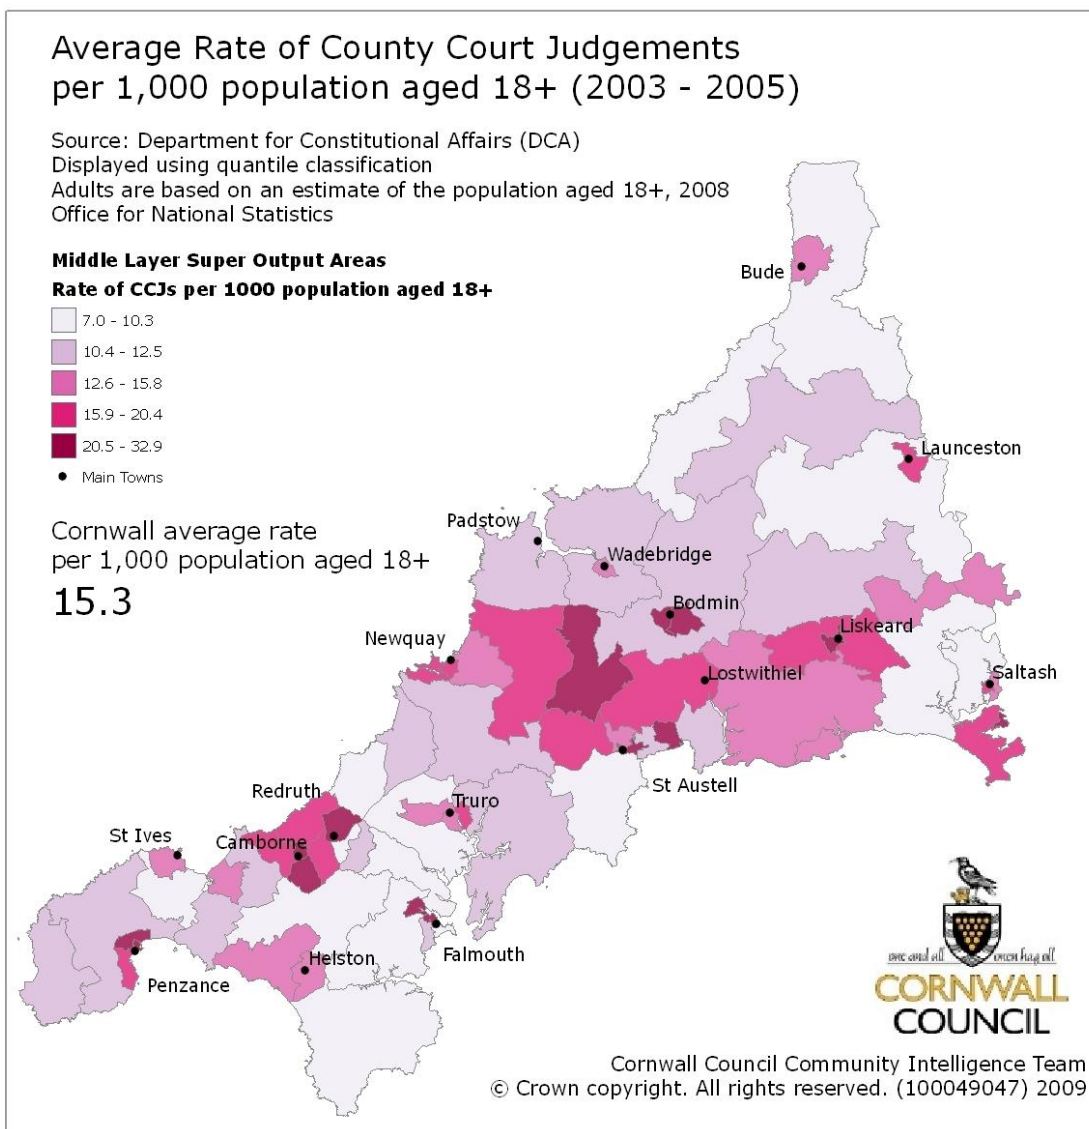 Average Rate of County Court Judgements
per 1,000 population aged 18+ (2003 - 2005)
Source: Department for Constitutional Affairs (DCA)
Displayed using quantile classification
Adults are based on an estimate of the population aged 18+, 2008
Office for National Statistics
Middle Layer Super Output Areas
Rate of CCJs per 1000 population aged 18+
7.0 - 10.3
10.4 - 12.5
12.6 - 15.8
15.9 - 20.4
20.5 - 32.9
Main Towns
Cornwall average rate
per 1,000 population aged 18+
15.3
Bude
Launceston
Padstow
Wadebridge
Bodmin
Newquay
Liskeard
Lostwithiel
Saltash
St Austell
Redruth
Truro
St Ives
Camborne
Falmouth
Helston
Penzance
one and all onen hag oll
CORNWALL
COUNCIL
Cornwall Council Community Intelligence Team
© Crown copyright. All rights reserved. (100049047) 2009